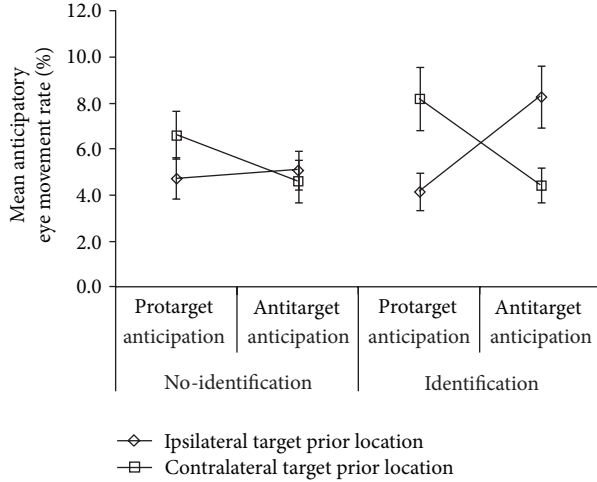 Mean anticipatory
eye movement rate (%)
12.0
10.0
8.0
6.0
4.0
2.0
0.0
Protarget
anticipation
Antitarget
anticipation
Protarget
anticipation
Antitarget
anticipation
No-identification
Identification
Ipsilateral target prior location
Contralateral target prior location